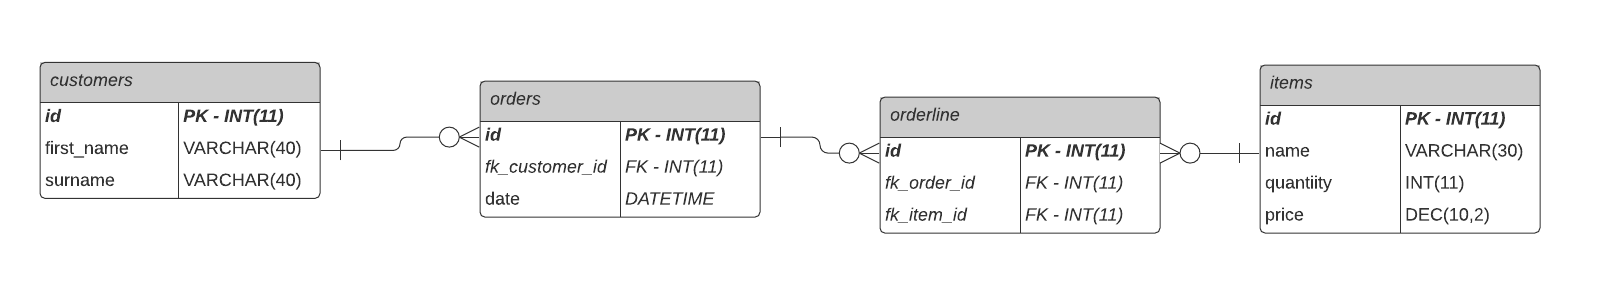 customers
id PK - INT(11)
first_name VARCHAR(40)
surname VARCHAR(40)
orders
id PK - INT(11)
fk_customer_id FK - INT(11)
date DATETIME
orderline
id PK - INT(11)
fk_order_id FK - INT(11)
fk_item_id FK - INT(11)
items
id PK - INT(11)
name VARCHAR(30)
quantiity INT(11)
price DEC(10,2)